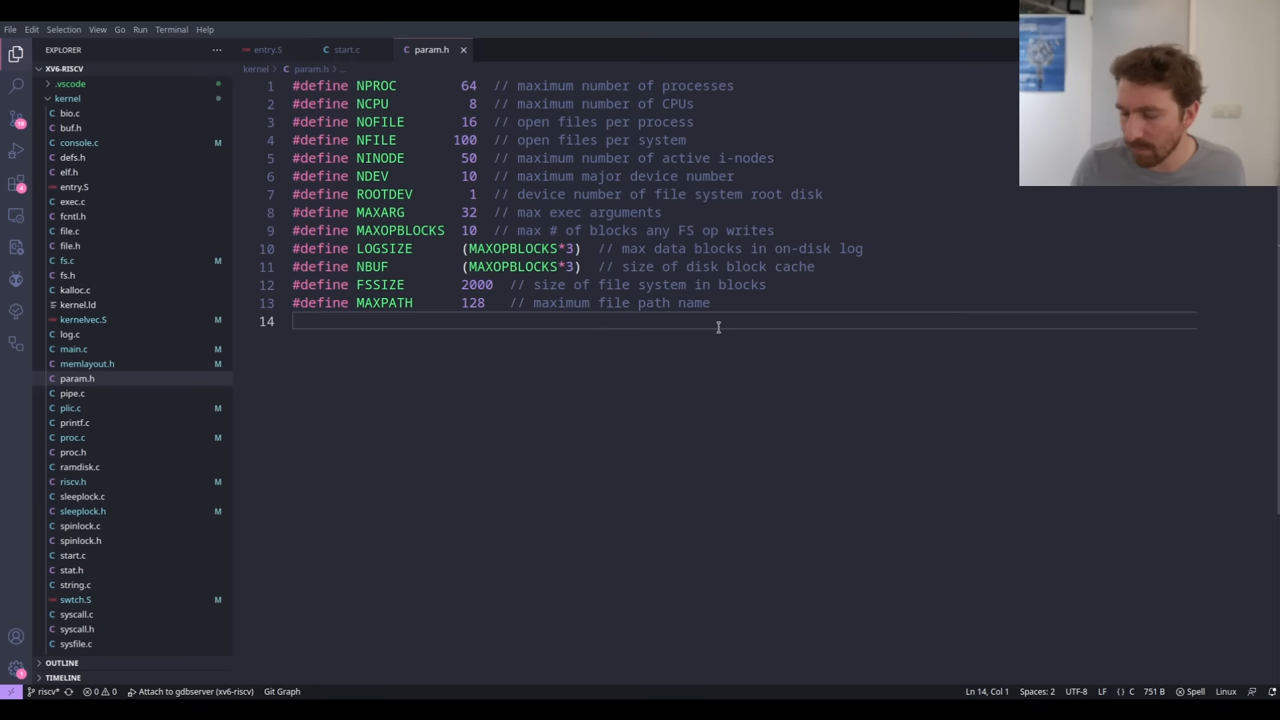 File Edit Selection View Go Run Terminal Help
EXPLORER
entry.S
start.c
param.h
XV6-RISCV
kernel > C param.h > ...
.vscode
kernel
bio.c
buf.h
console.c M
defs.h
elf.h
entry.S
exec.c
fcntl.h
file.c
file.h
fs.c M
fs.h
kalloc.c
kernel.ld
kernelvec.S M
log.c
main.c M
memlayout.h M
param.h
pipe.c
plic.c M
printf.c
proc.c M
proc.h
ramdisk.c
riscv.h M
sleeplock.c
sleeplock.h M
spinlock.c
spinlock.h
start.c
stat.h
string.c
swtch.S M
syscall.c
syscall.h
sysfile.c
OUTLINE
TIMELINE
1 #define NPROC 64 // maximum number of processes
2 #define NCPU 8 // maximum number of CPUs
3 #define NOFILE 16 // open files per process
4 #define NFILE 100 // open files per system
5 #define NINODE 50 // maximum number of active i-nodes
6 #define NDEV 10 // maximum major device number
7 #define ROOTDEV 1 // device number of file system root disk
8 #define MAXARG 32 // max exec arguments
9 #define MAXOPBLOCKS 10 // max # of blocks any FS op writes
10 #define LOGSIZE (MAXOPBLOCKS*3) // max data blocks in on-disk log
11 #define NBUF (MAXOPBLOCKS*3) // size of disk block cache
12 #define FSSIZE 2000 // size of file system in blocks
13 #define MAXPATH 128 // maximum file path name
14
riscv* 0 0 Attach to gdbserver (xv6-riscv) Git Graph Ln 14, Col 1 Spaces: 2 UTF-8 LF {} C 751 B Spell Linux